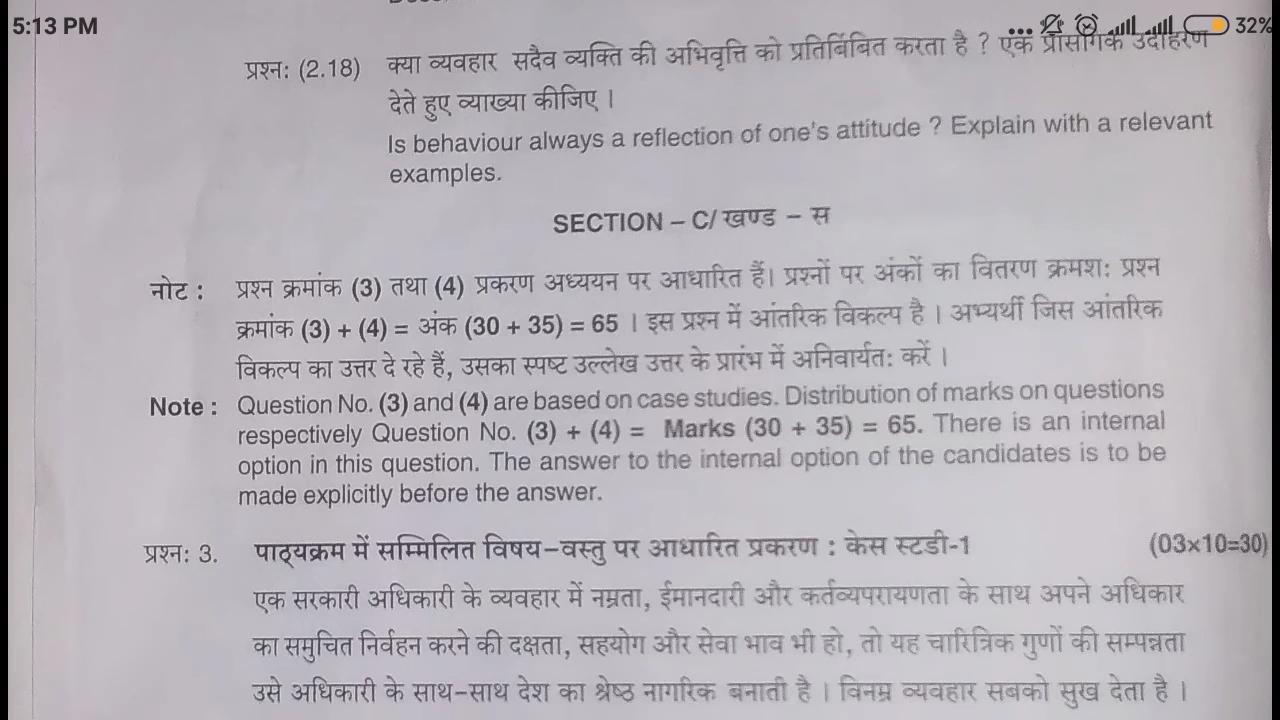 5:13 PM
32%
प्रश्न: (2.18) क्या व्यवहार सदैव व्यक्ति की अभिवृत्ति को प्रतिबिंबित करता है ? एक प्रासंगिक उदाहरण
देते हुए व्याख्या कीजिए ।
Is behaviour always a reflection of one's attitude ? Explain with a relevant
examples.
SECTION – C/ खण्ड – स
नोट : प्रश्न क्रमांक (3) तथा (4) प्रकरण अध्ययन पर आधारित हैं। प्रश्नों पर अंकों का वितरण क्रमश: प्रश्न
क्रमांक (3) + (4) = अंक (30 + 35) = 65 । इस प्रश्न में आंतरिक विकल्प है । अभ्यर्थी जिस आंतरिक
विकल्प का उत्तर दे रहे हैं, उसका स्पष्ट उल्लेख उत्तर के प्रारंभ में अनिवार्यत: करें ।
Note : Question No. (3) and (4) are based on case studies. Distribution of marks on questions
respectively Question No. (3) + (4) = Marks (30 + 35) = 65. There is an internal
option in this question. The answer to the internal option of the candidates is to be
made explicitly before the answer.
प्रश्न: 3. पाठ्यक्रम में सम्मिलित विषय-वस्तु पर आधारित प्रकरण : केस स्टडी-1 (03x10=30)
एक सरकारी अधिकारी के व्यवहार में नम्रता, ईमानदारी और कर्तव्यपरायणता के साथ अपने अधिकार
का समुचित निर्वहन करने की दक्षता, सहयोग और सेवा भाव भी हो, तो यह चारित्रिक गुणों की सम्पन्नता
उसे अधिकारी के साथ-साथ देश का श्रेष्ठ नागरिक बनाती है । विनम्र व्यवहार सबको सुख देता है ।